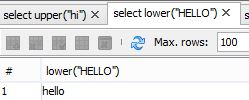 select upper("hi") select lower("HELLO") s
Max. rows: 100
# lower("HELLO")
1 hello